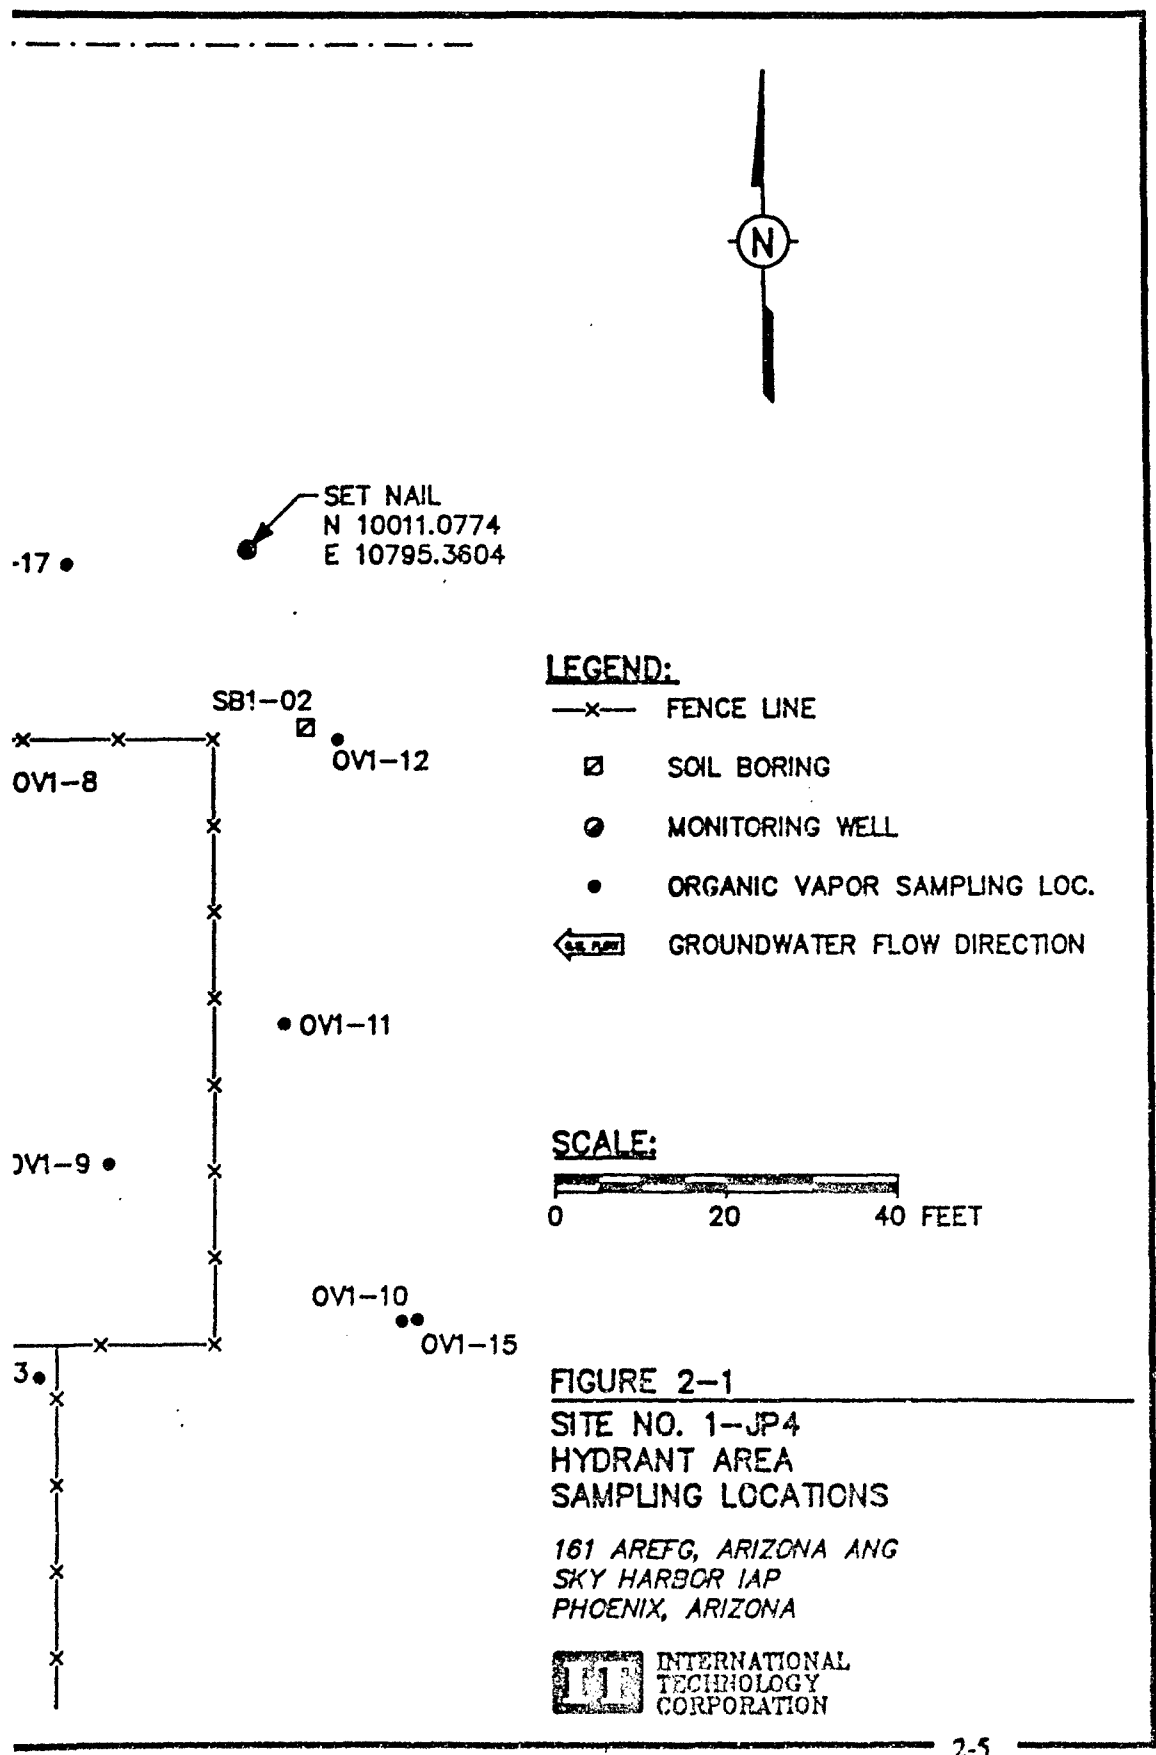 N
SET NAIL
N 10011.0774
E 10795.3604
-17
SB1-02
OV1-12
OV1-8
LEGEND:
FENCE LINE
SOIL BORING
MONITORING WELL
ORGANIC VAPOR SAMPLING LOC.
GROUNDWATER FLOW DIRECTION
OV1-11
OV1-9
SCALE:
0 20 40 FEET
OV1-10
OV1-15
3
FIGURE 2-1
SITE NO. 1-JP4
HYDRANT AREA
SAMPLING LOCATIONS
161 AREFG, ARIZONA ANG
SKY HARBOR IAP
PHOENIX, ARIZONA
IT
INTERNATIONAL
TECHNOLOGY
CORPORATION
2-5